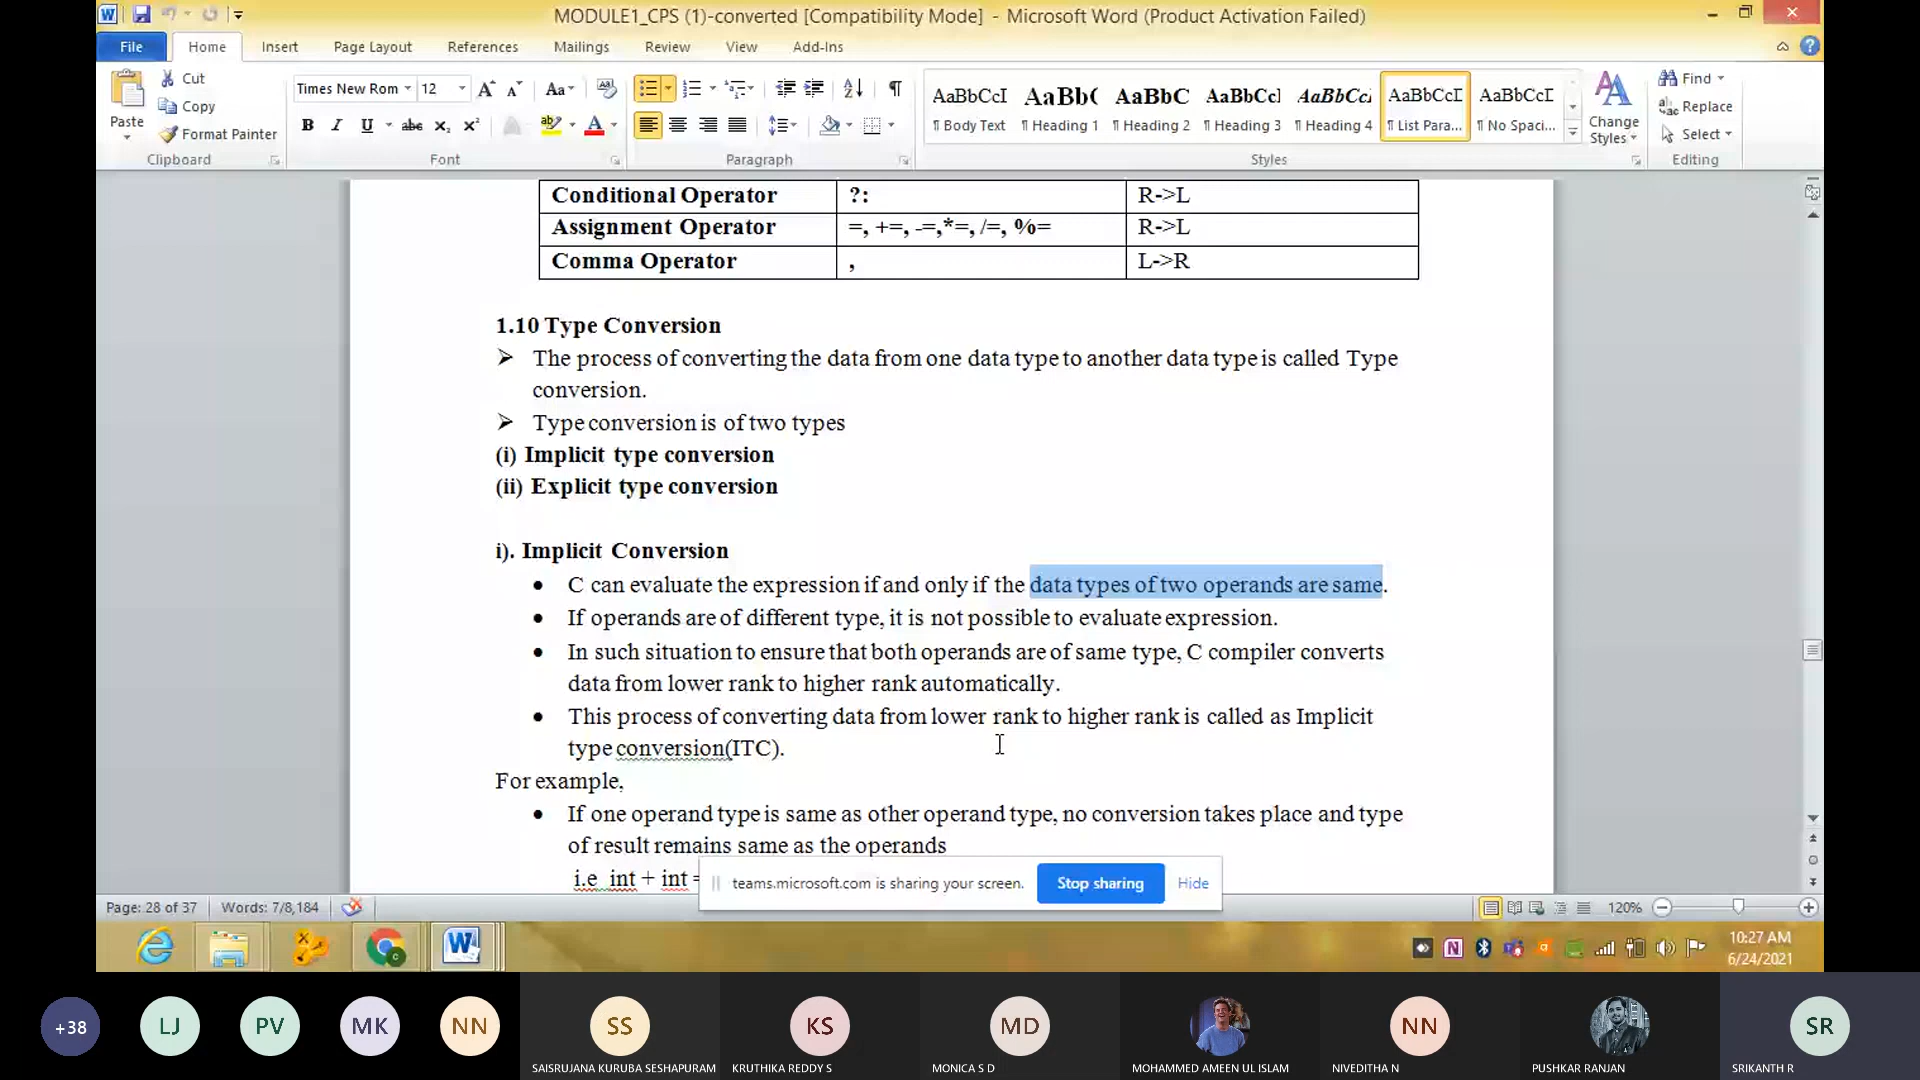 MODULE1_CPS (1)-converted [Compatibility Mode] - Microsoft Word (Product Activation Failed)
File Home Insert Page Layout References Mailings Review View Add-Ins
Paste
Cut
Copy
Format Painter
Clipboard
Times New Rom 12
Font
Paragraph
AaBbCcI AaBb( AaBbC AaBbCcl AaBbCc. AaBbCcI AaBbCcI
¶ Body Text ¶ Heading 1 ¶ Heading 2 ¶ Heading 3 ¶ Heading 4 ¶ List Para... ¶ No Spaci...
Styles
Change Styles
Find
Replace
Select
Editing
Conditional Operator ?: R->L
Assignment Operator =, +=, -=,*=, /=, %= R->L
Comma Operator , L->R
1.10 Type Conversion
➢ The process of converting the data from one data type to another data type is called Type
conversion.
➢ Type conversion is of two types
(i) Implicit type conversion
(ii) Explicit type conversion
i). Implicit Conversion
• C can evaluate the expression if and only if the data types of two operands are same.
• If operands are of different type, it is not possible to evaluate expression.
• In such situation to ensure that both operands are of same type, C compiler converts
data from lower rank to higher rank automatically.
• This process of converting data from lower rank to higher rank is called as Implicit
type conversion(ITC).
For example,
• If one operand type is same as other operand type, no conversion takes place and type
of result remains same as the operands
i.e int + int =
teams.microsoft.com is sharing your screen. Stop sharing Hide
Page: 28 of 37 Words: 7/8,184 120%
10:27 AM
6/24/2021
+38 LJ PV MK NN SS KS MD NN SR
SAISRUJANA KURUBA SESHAPURAM KRUTHIKA REDDY S MONICA S D MOHAMMED AMEEN UL ISLAM NIVEDITHA N PUSHKAR RANJAN SRIKANTH R